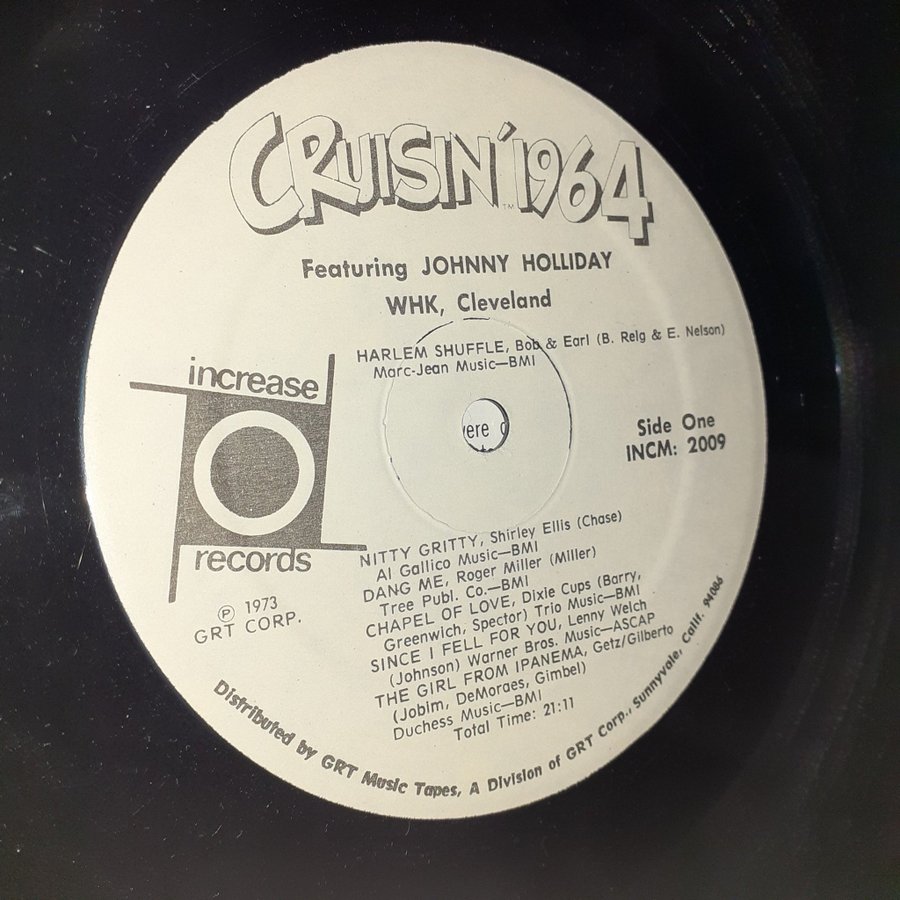 CRUISIN' 1964
TM
Featuring JOHNNY HOLLIDAY
WHK, Cleveland
HARLEM SHUFFLE, Bob & Earl (B. Relg & E. Nelson)
Marc-Jean Music—BMI
increase
records
Ⓟ 1973
GRT CORP.
ere
Side One
INCM: 2009
NITTY GRITTY, Shirley Ellis (Chase)
Al Gallico Music—BMI
DANG ME, Roger Miller (Miller)
Tree Publ. Co.—BMI
CHAPEL OF LOVE, Dixie Cups (Barry,
Greenwich, Spector) Trio Music—BMI
SINCE I FELL FOR YOU, Lenny Welch
(Johnson) Warner Bros. Music—ASCAP
THE GIRL FROM IPANEMA, Getz/Gilberto
(Jobim, DeMoraes, Gimbel)
Duchess Music—BMI
Total Time: 21:11
Distributed by GRT Music Tapes, A Division of GRT Corp., Sunnyvale, Calif. 94086